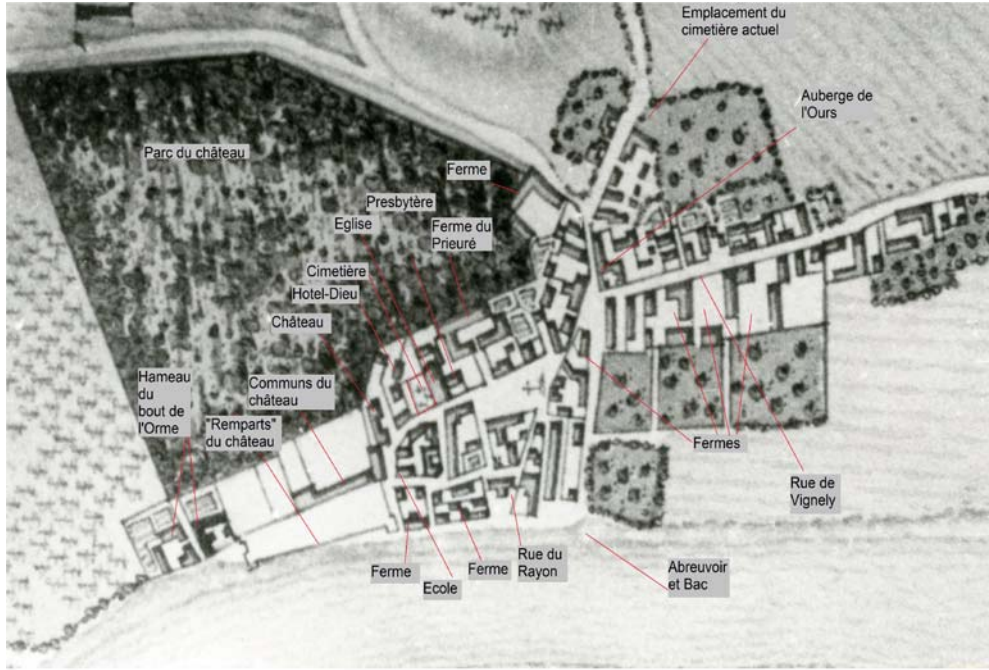 Emplacement du
cimetière actuel
Auberge de
l'Ours
Parc du château
Ferme
Presbytère
Eglise
Ferme du
Prieuré
Cimetière
Hotel-Dieu
Château
Hameau
du
bout de
l'Orme
Communs du
château
"Remparts"
du château
Fermes
Rue de
Vignely
Ferme
Ecole
Ferme
Rue du
Rayon
Abreuvoir
et Bac